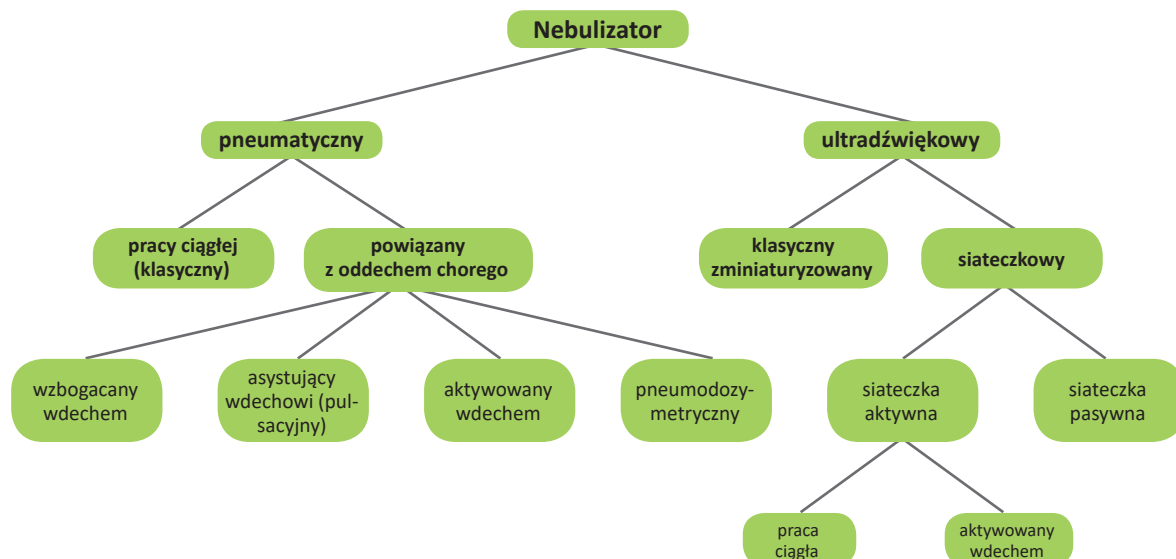 Nebulizator
pneumatyczny
ultradźwiękowy
pracy ciągłej
(klasyczny)
powiązany
z oddechem chorego
klasyczny
zminiaturyzowany
siateczkowy
wzbogacany
wdechem
asystujący
wdechowi (pul-
sacyjny)
aktywowany
wdechem
pneumodozy-
metryczny
siateczka
aktywna
siateczka
pasywna
praca
ciągła
aktywowany
wdechem